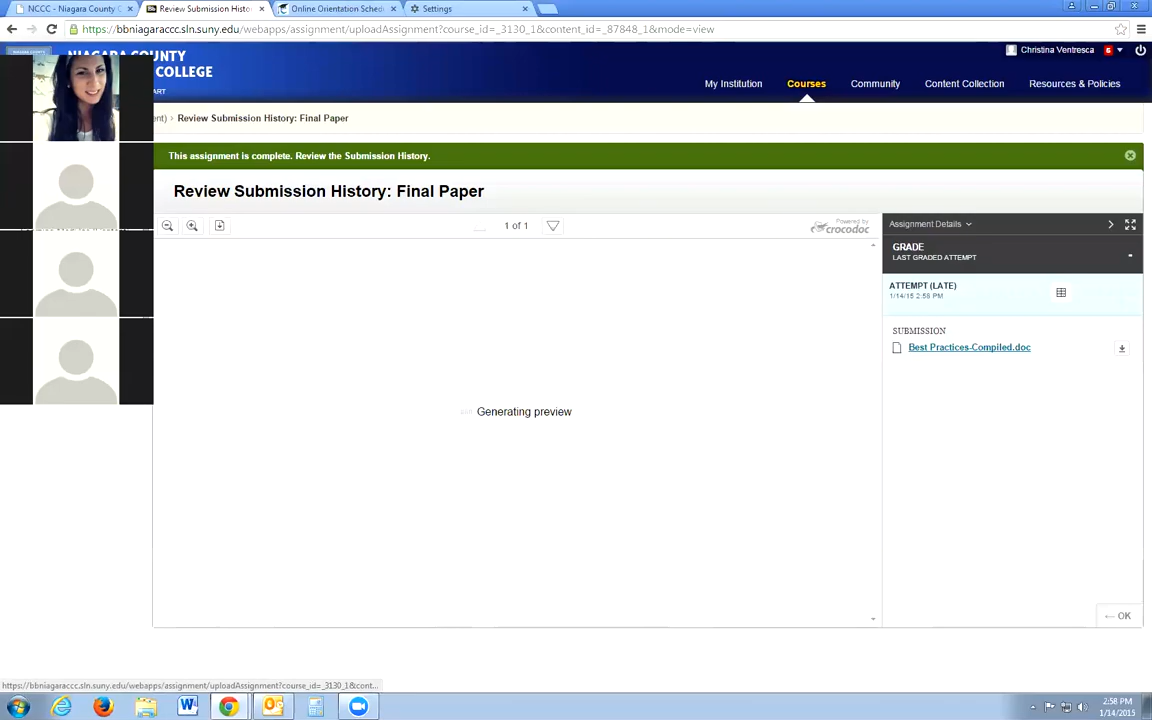 NCCC - Niagara County C
Review Submission Histo
Online Orientation Sched
Settings
https://bbniagaraccc.sln.suny.edu/webapps/assignment/uploadAssignment?course_id=_3130_1&content_id=_87848_1&mode=view
NIAGARA COUNTY
COLLEGE
ART
Christina Ventresca
6
My Institution
Courses
Community
Content Collection
Resources & Policies
ent) > Review Submission History: Final Paper
This assignment is complete. Review the Submission History.
Review Submission History: Final Paper
1 of 1
Powered by
crocodoc
Assignment Details
GRADE
LAST GRADED ATTEMPT
-
ATTEMPT (LATE)
1/14/15 2:58 PM
SUBMISSION
Best Practices-Compiled.doc
Generating preview
← OK
https://bbniagaraccc.sln.suny.edu/webapps/assignment/uploadAssignment?course_id=_3130_1&cont...
2:58 PM
1/14/2015